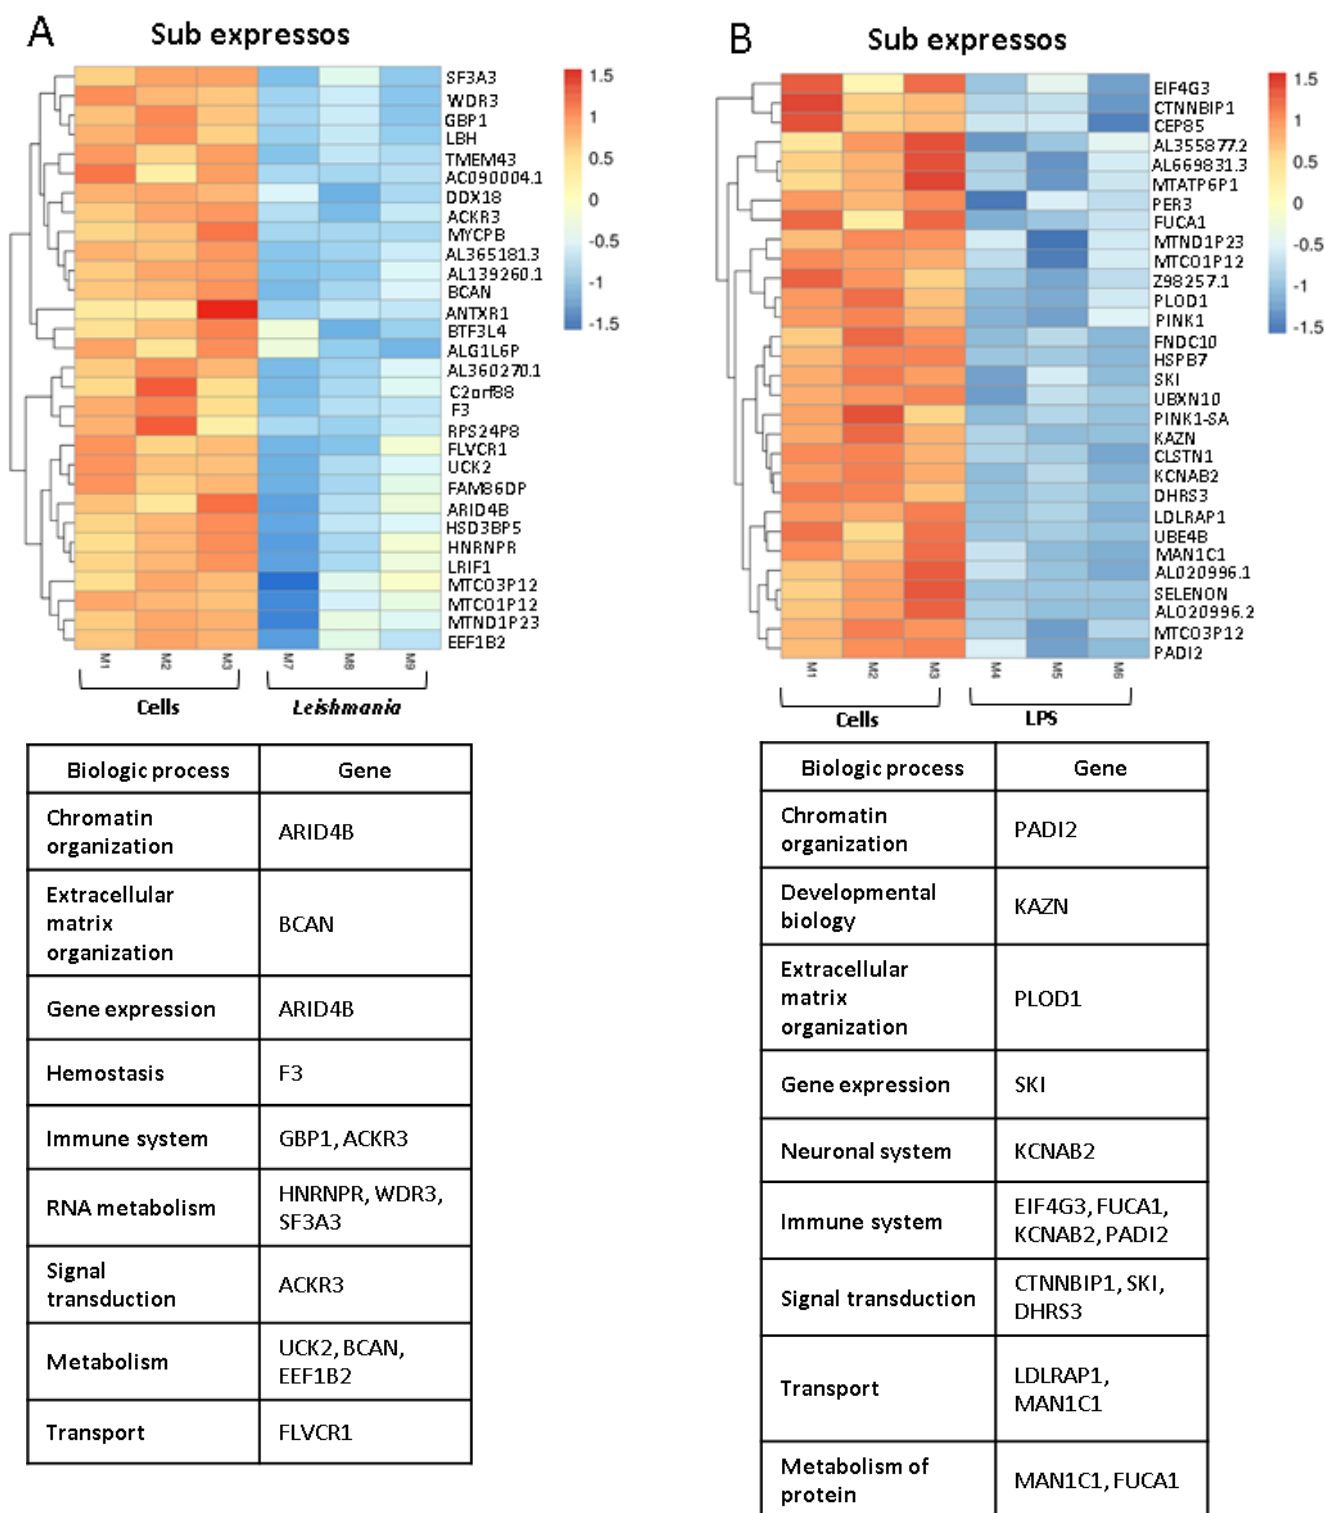 A
Sub expressos
SF3A3
WDR3
GBP1
LBH
TMEM43
AC090004.1
DDX18
ACKR3
MYCPB
AL365181.3
AL139260.1
BCAN
ANTXR1
BTF3L4
ALG1L6P
AL360270.1
C2orf88
F3
RPS24P8
FLVCR1
UCK2
FAM86DP
ARID4B
HSD3BP5
HNRNPR
LRIF1
MTCO3P12
MTCO1P12
MTND1P23
EEF1B2
1.5
1
0.5
0
-0.5
-1
-1.5
M1
M2
M3
M7
M8
M9
Cells
Leishmania
Biologic process
Gene
Chromatin
organization
ARID4B
Extracellular
matrix
organization
BCAN
Gene expression
ARID4B
Hemostasis
F3
Immune system
GBP1, ACKR3
RNA metabolism
HNRNPR, WDR3,
SF3A3
Signal
transduction
ACKR3
Metabolism
UCK2, BCAN,
EEF1B2
Transport
FLVCR1
B
Sub expressos
EIF4G3
CTNNBIP1
CEP85
AL355877.2
AL669831.3
MTATP6P1
PER3
FUCA1
MTND1P23
MTCO1P12
Z98257.1
PLOD1
PINK1
FNDC10
HSPB7
SKI
UBXN10
PINK1-SA
KAZN
CLSTN1
KCNAB2
DHRS3
LDLRAP1
UBE4B
MAN1C1
AL020996.1
SELENON
ALO20996.2
MTCO3P12
PADI2
1.5
1
0.5
0
-0.5
-1
-1.5
M1
M2
M3
M4
M5
M6
Cells
LPS
Biologic process
Gene
Chromatin
organization
PADI2
Developmental
biology
KAZN
Extracellular
matrix
organization
PLOD1
Gene expression
SKI
Neuronal system
KCNAB2
Immune system
EIF4G3, FUCA1,
KCNAB2, PADI2
Signal transduction
CTNNBIP1, SKI,
DHRS3
Transport
LDLRAP1,
MAN1C1
Metabolism of
protein
MAN1C1, FUCA1